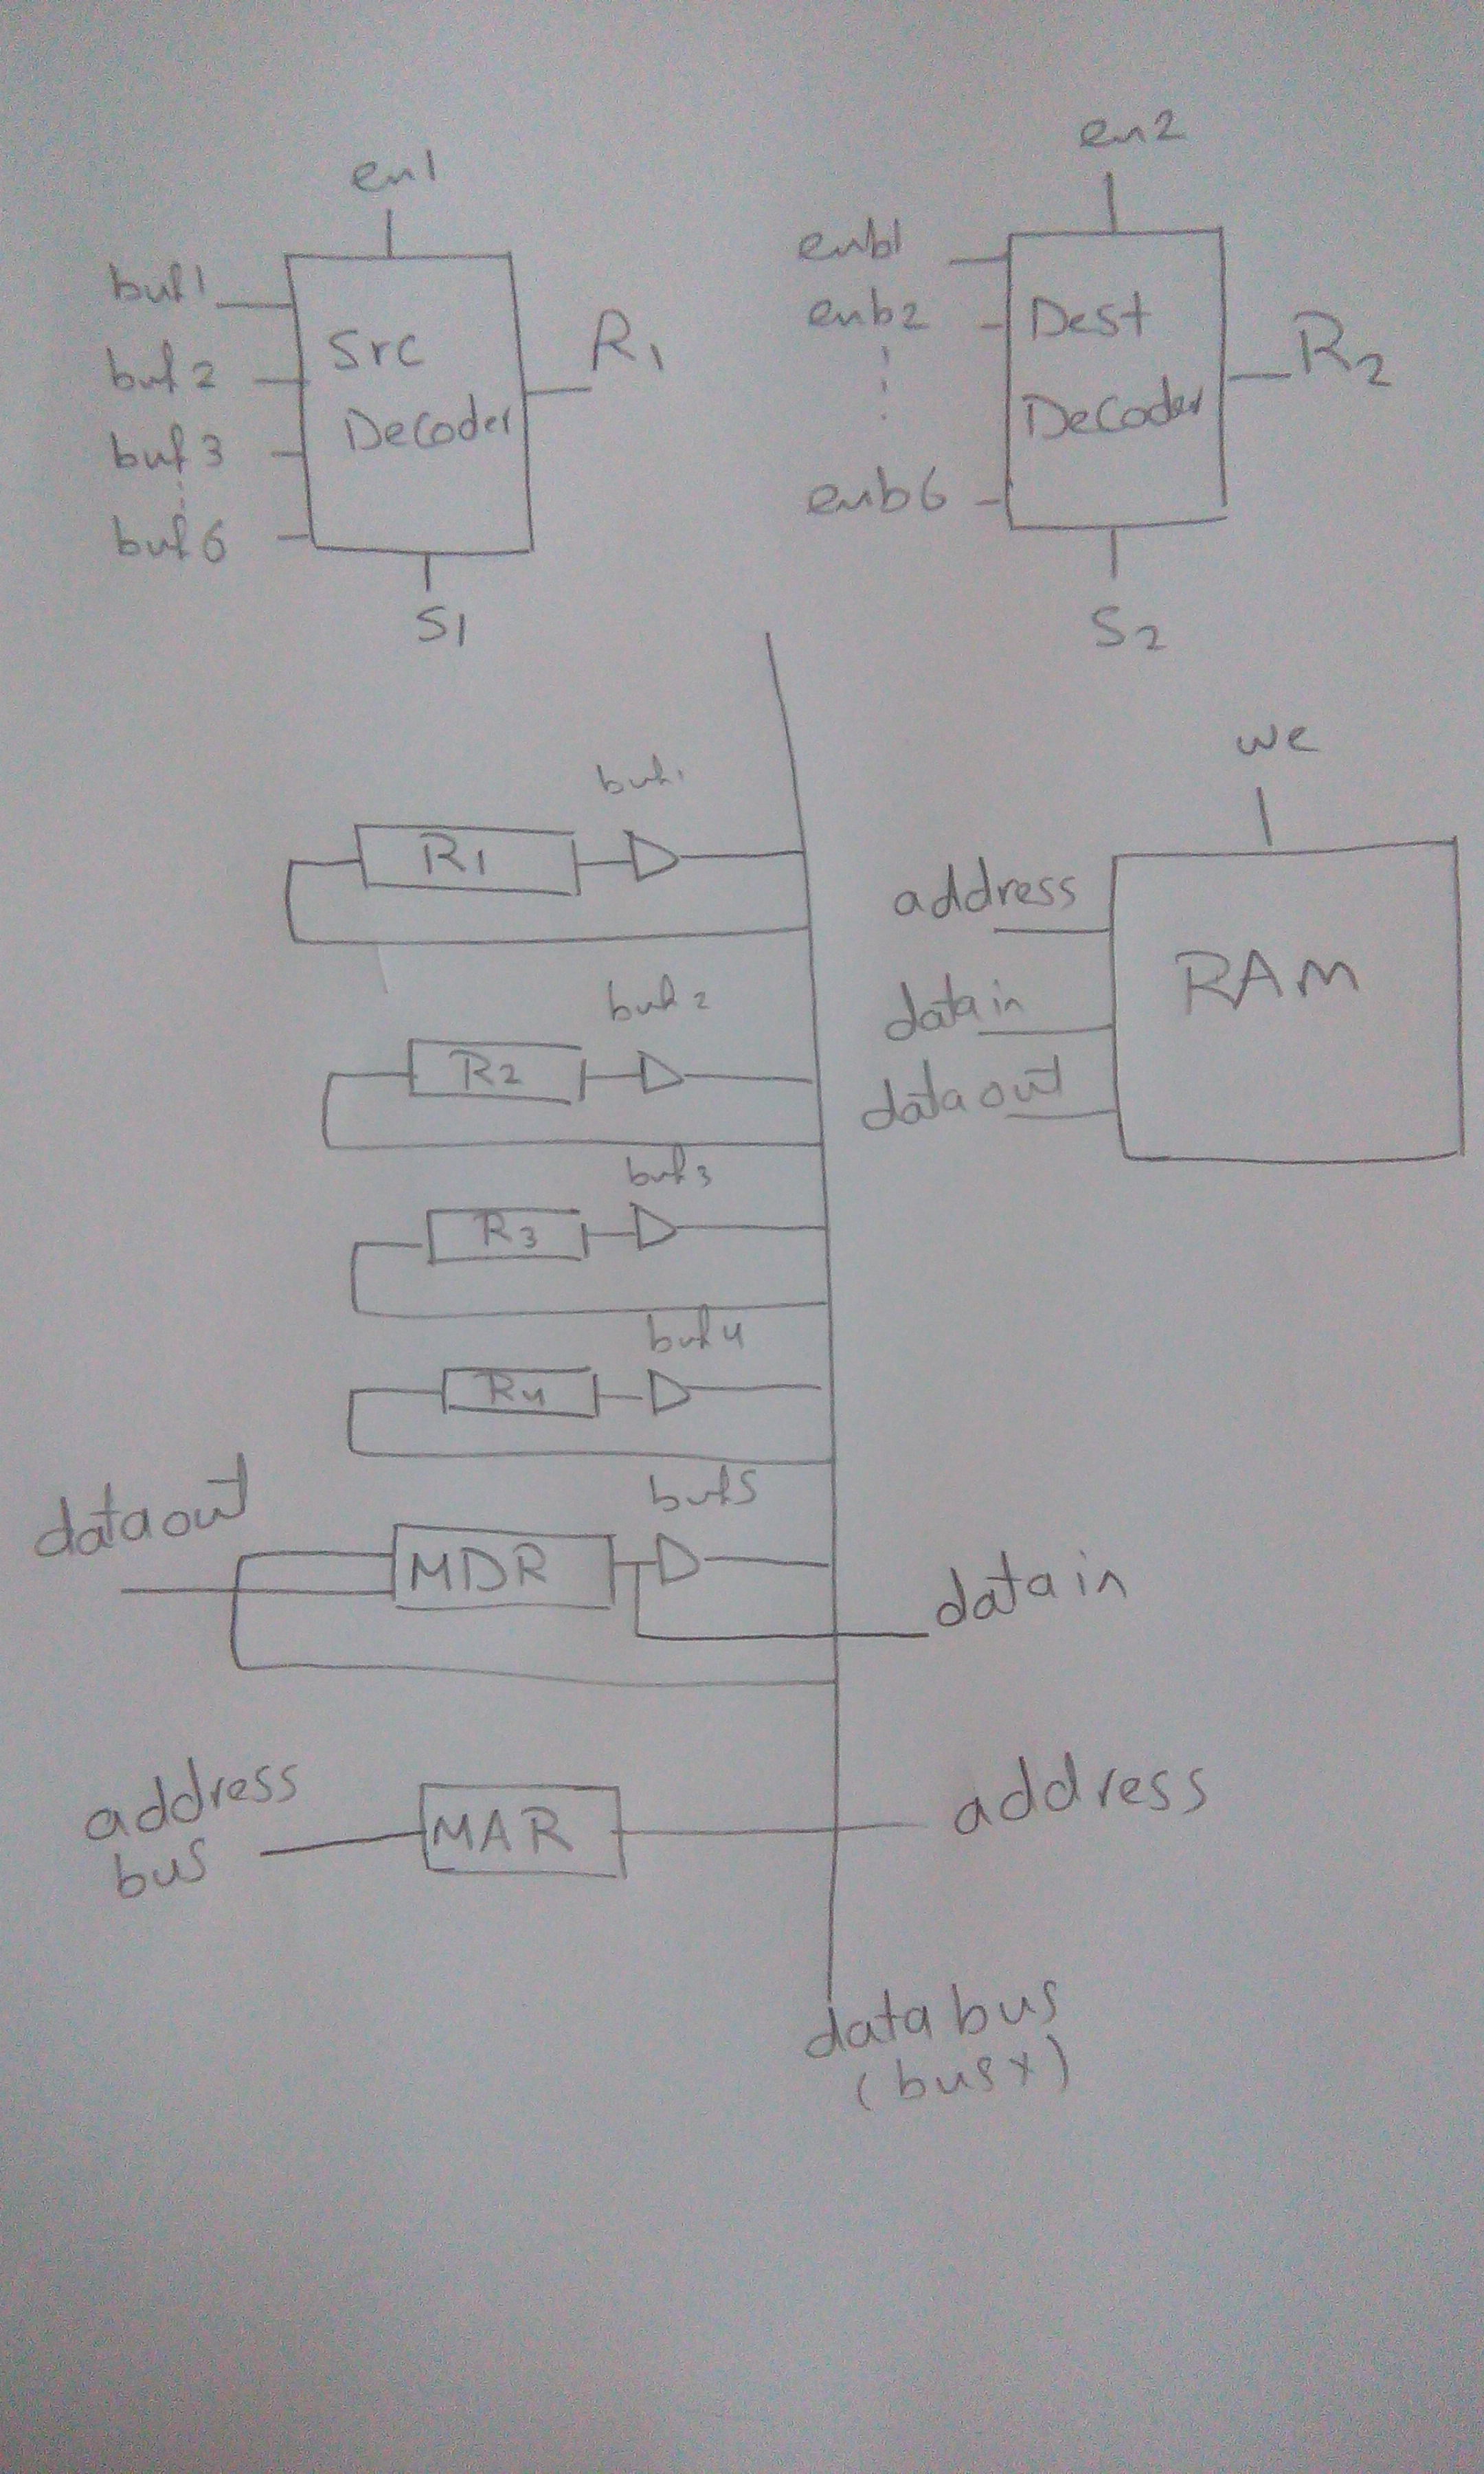 en1
buf1
buf2
buf3
buf6
Src
Decoder
R1
S1
en2
enb1
enb2
enb6
Dest
Decoder
R2
S2
we
address
data in
data out
RAM
buf1
R1
buf2
R2
buf3
R3
buf4
R4
buf5
data out
MDR
data in
address
bus
MAR
address
data bus
(bus x)